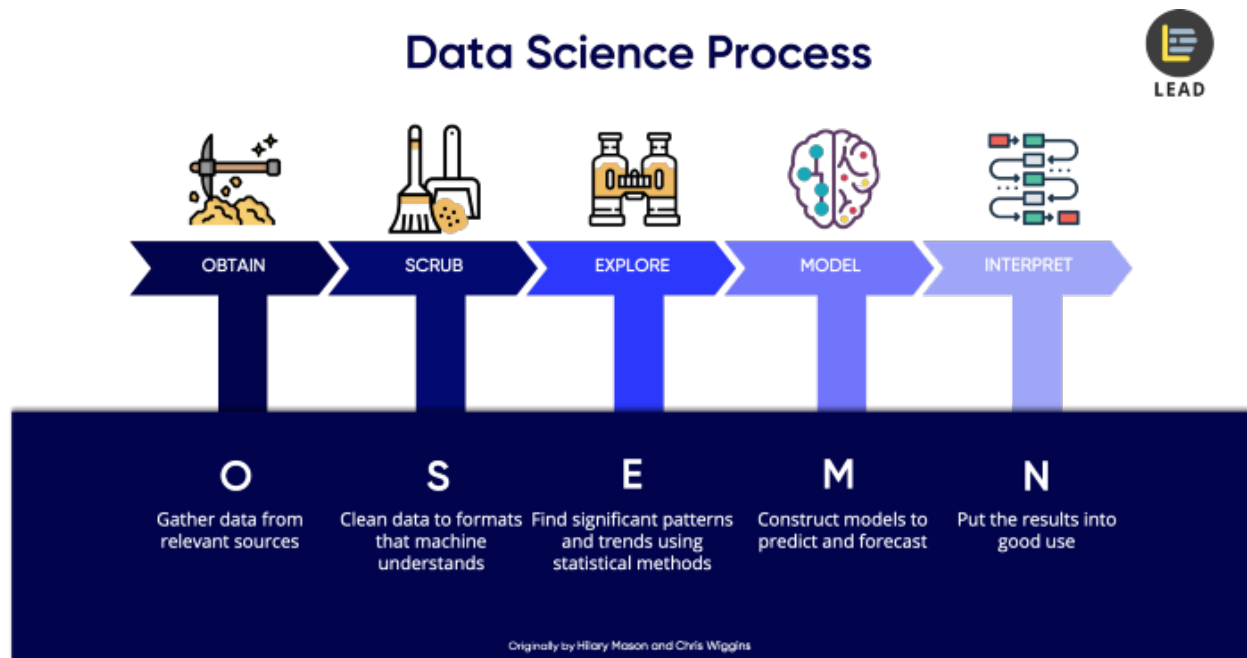 Data Science Process
LEAD
OBTAIN
SCRUB
EXPLORE
MODEL
INTERPRET
O
Gather data from
relevant sources
S
Clean data to formats
that machine
understands
E
Find significant patterns
and trends using
statistical methods
M
Construct models to
predict and forecast
N
Put the results into
good use
Originally by Hilary Mason and Chris Wiggins